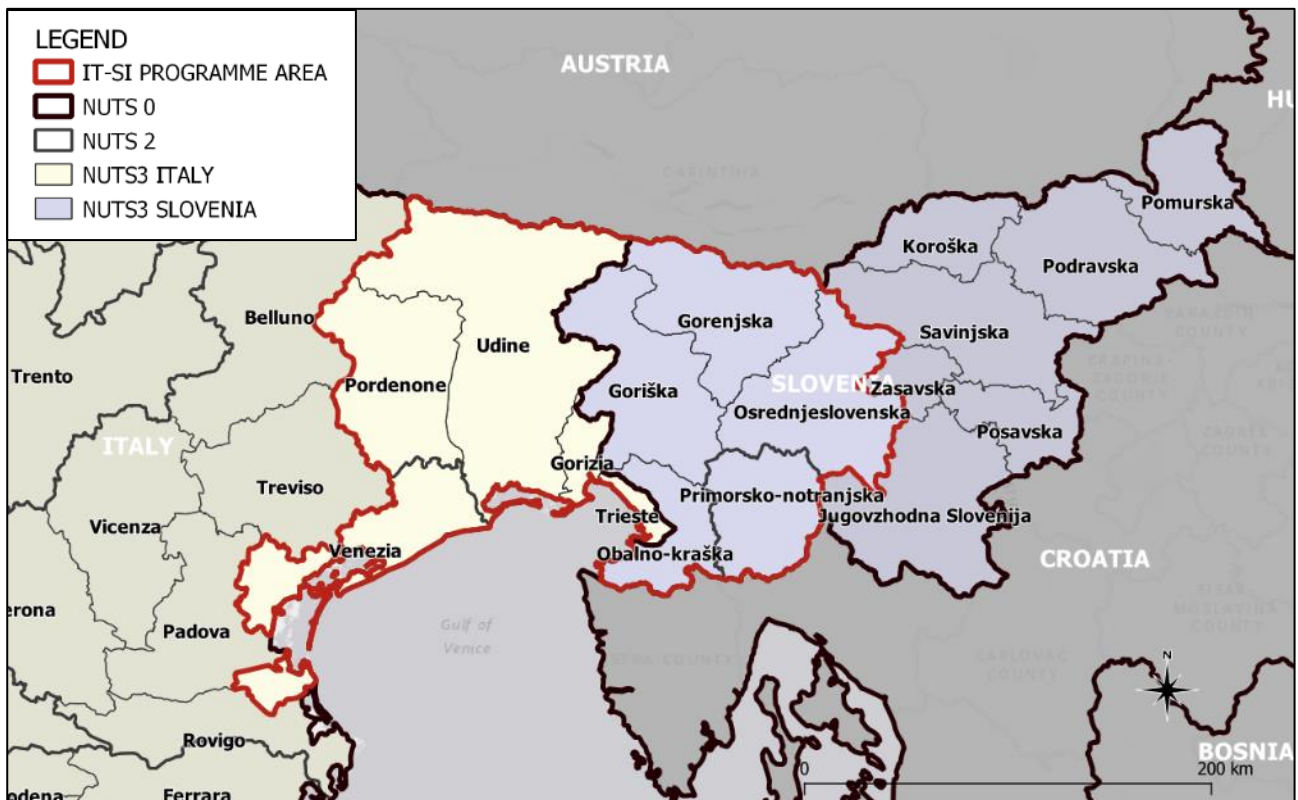 LEGEND
IT-SI PROGRAMME AREA
NUTS 0
NUTS 2
NUTS3 ITALY
NUTS3 SLOVENIA
AUSTRIA
HU
CARINTHIA
Pomurska
Koroška
Podravska
Belluno
Gorenjska
Savinjska
Udine
Trento
Pordenone
Goriška
SLOVENIA
Zasavska
Osrednjeslovenska
ITALY
Posavska
Gorizia
Treviso
Primorsko-notranjska
Vicenza
Trieste
Jugovzhodna Slovenija
Venezia
Obalno-kraška
CROATIA
erona
Padova
Gulf of
Venice
N
Rovigo
BOSNIA
0
200 km
odena
Ferrara